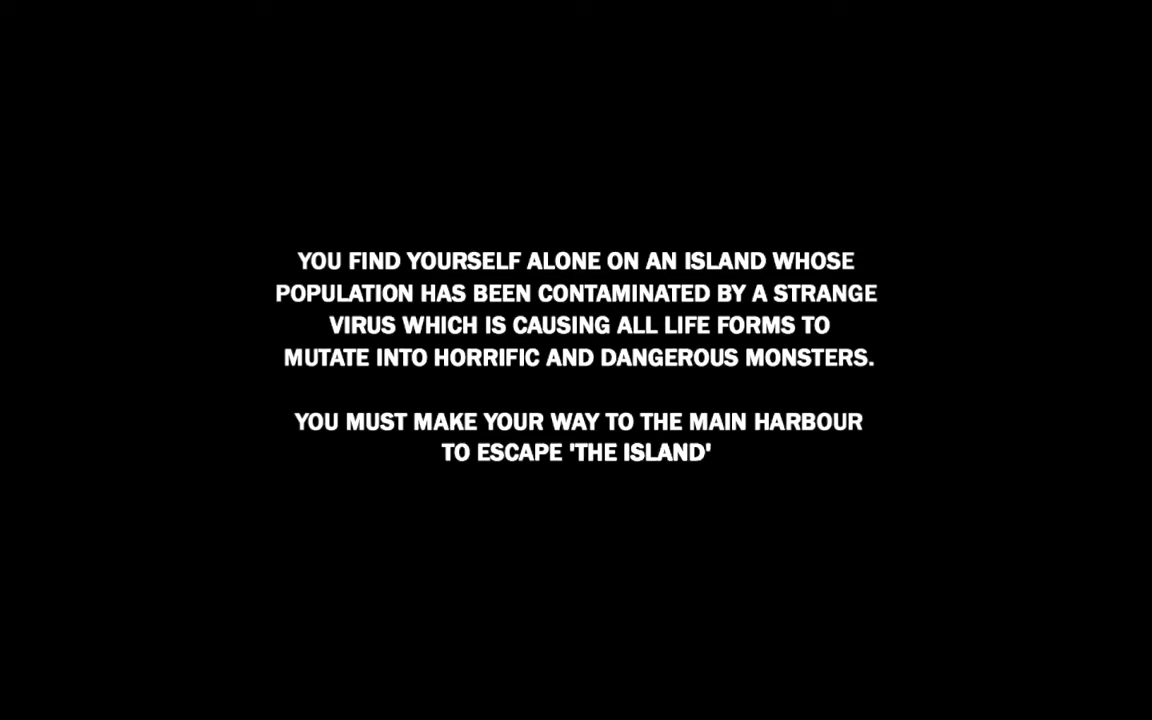 YOU FIND YOURSELF ALONE ON AN ISLAND WHOSE
POPULATION HAS BEEN CONTAMINATED BY A STRANGE
VIRUS WHICH IS CAUSING ALL LIFE FORMS TO
MUTATE INTO HORRIFIC AND DANGEROUS MONSTERS.
YOU MUST MAKE YOUR WAY TO THE MAIN HARBOUR
TO ESCAPE 'THE ISLAND'